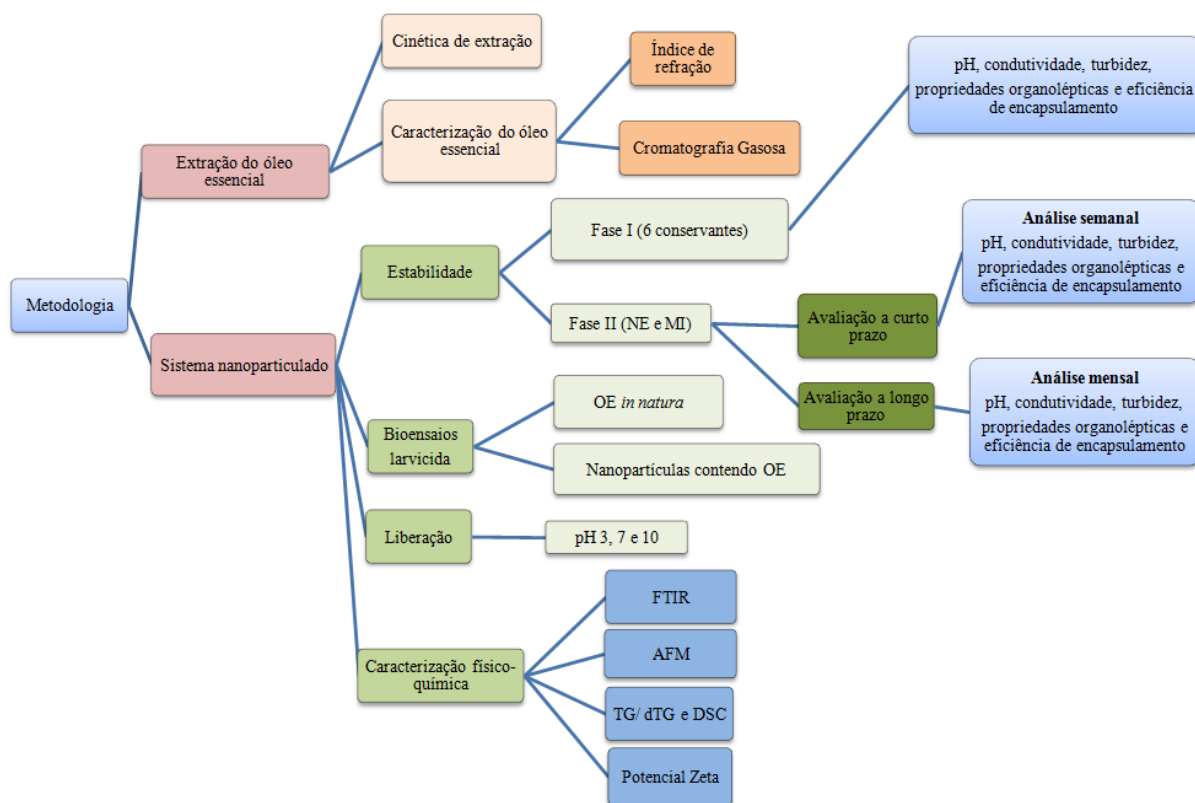 Metodologia
Extração do óleo
essencial
Cinética de extração
Caracterização do óleo
essencial
Índice de
refração
Cromatografia Gasosa
Sistema nanoparticulado
Estabilidade
Fase I (6 conservantes)
pH, condutividade, turbidez,
propriedades organolépticas e eficiência
de encapsulamento
Fase II (NE e MI)
Avaliação a curto
prazo
Análise semanal
pH, condutividade, turbidez,
propriedades organolépticas e
eficiência de encapsulamento
Avaliação a longo
prazo
Análise mensal
pH, condutividade, turbidez,
propriedades organolépticas e
eficiência de encapsulamento
Bioensaios
larvicida
OE in natura
Nanopartículas contendo OE
Liberação
pH 3, 7 e 10
Caracterização físico-
química
FTIR
AFM
TG/ dTG e DSC
Potencial Zeta